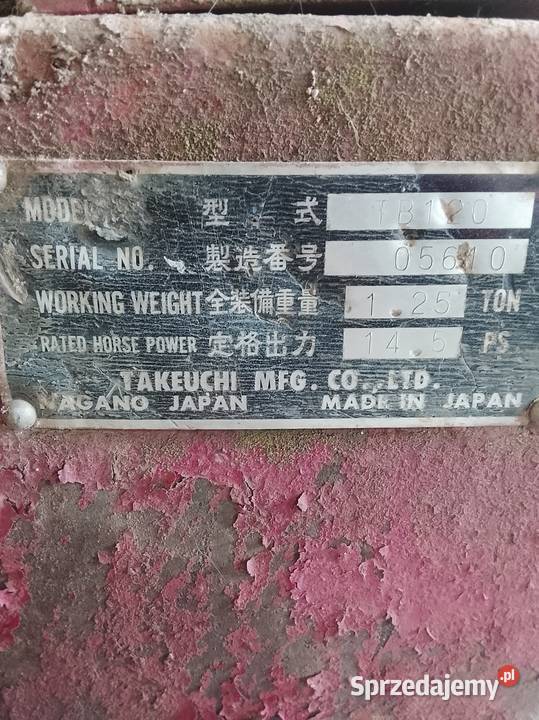 MODEL 型式 TB120
SERIAL NO. 製造番号 05610
WORKING WEIGHT 全装備重量 1.25 TON
RATED HORSE POWER 定格出力 14.5 PS
TAKEUCHI MFG. CO.,LTD.
NAGANO JAPAN MADE IN JAPAN
Sprzedajemy.pl